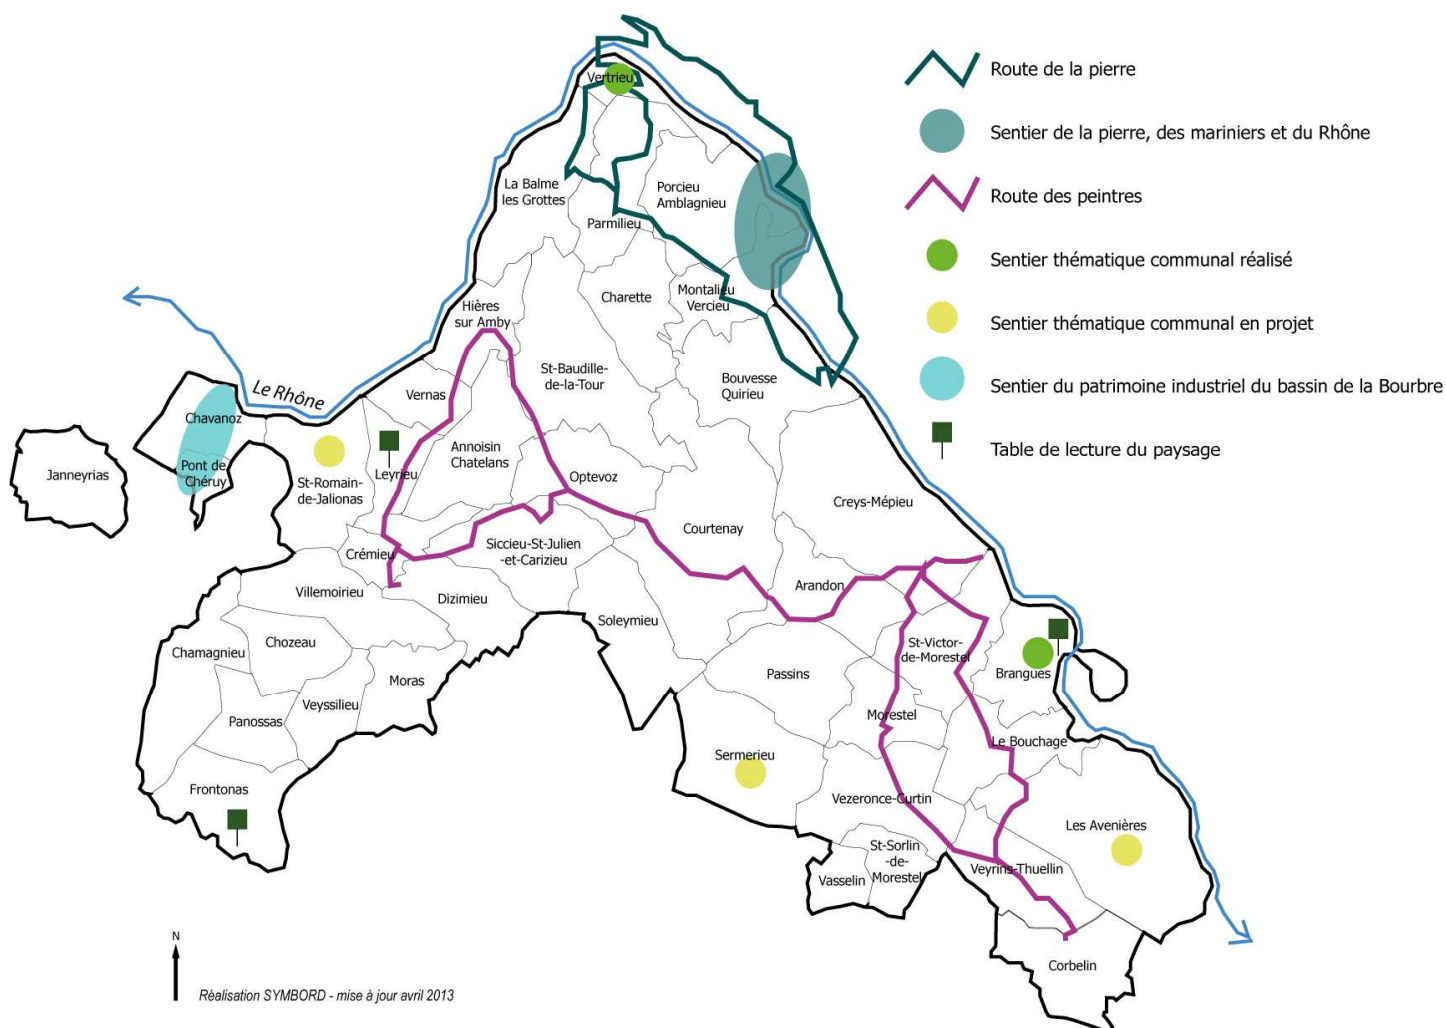 Route de la pierre
Sentier de la pierre, des mariniers et du Rhône
Route des peintres
Sentier thématique communal réalisé
Sentier thématique communal en projet
Sentier du patrimoine industriel du bassin de la Bourbre
Table de lecture du paysage
Vertrieu
La Balme
les Grottes
Porcieu
Amblagnieu
Parmilieu
Charette
Montalieu
Vercieu
Hières
sur Amby
St-Baudille-
de-la-Tour
Bouvesse
Quirieu
Le Rhône
Vernas
Chavanoz
Annoisin
Chatelans
Janneyrias
Pont de
Chéruy
St-Romain-
de-Jalionas
Leyrieu
Optevoz
Creys-Mépieu
Courtenay
Siccieu-St-Julien
-et-Carizieu
Crémieu
Villemoirieu
Dizimieu
Arandon
Soleymieu
Chozeau
Chamagnieu
St-Victor-
de-Morestel
Brangues
Passins
Moras
Veyssilieu
Panossas
Morestel
Le Bouchage
Sermerieu
Frontonas
Vezeronce-Curtin
Les Avenières
St-Sorlin
-de-
Morestel
Vasselin
Veyrins-Thuellin
Corbelin
N
Réalisation SYMBORD - mise à jour avril 2013